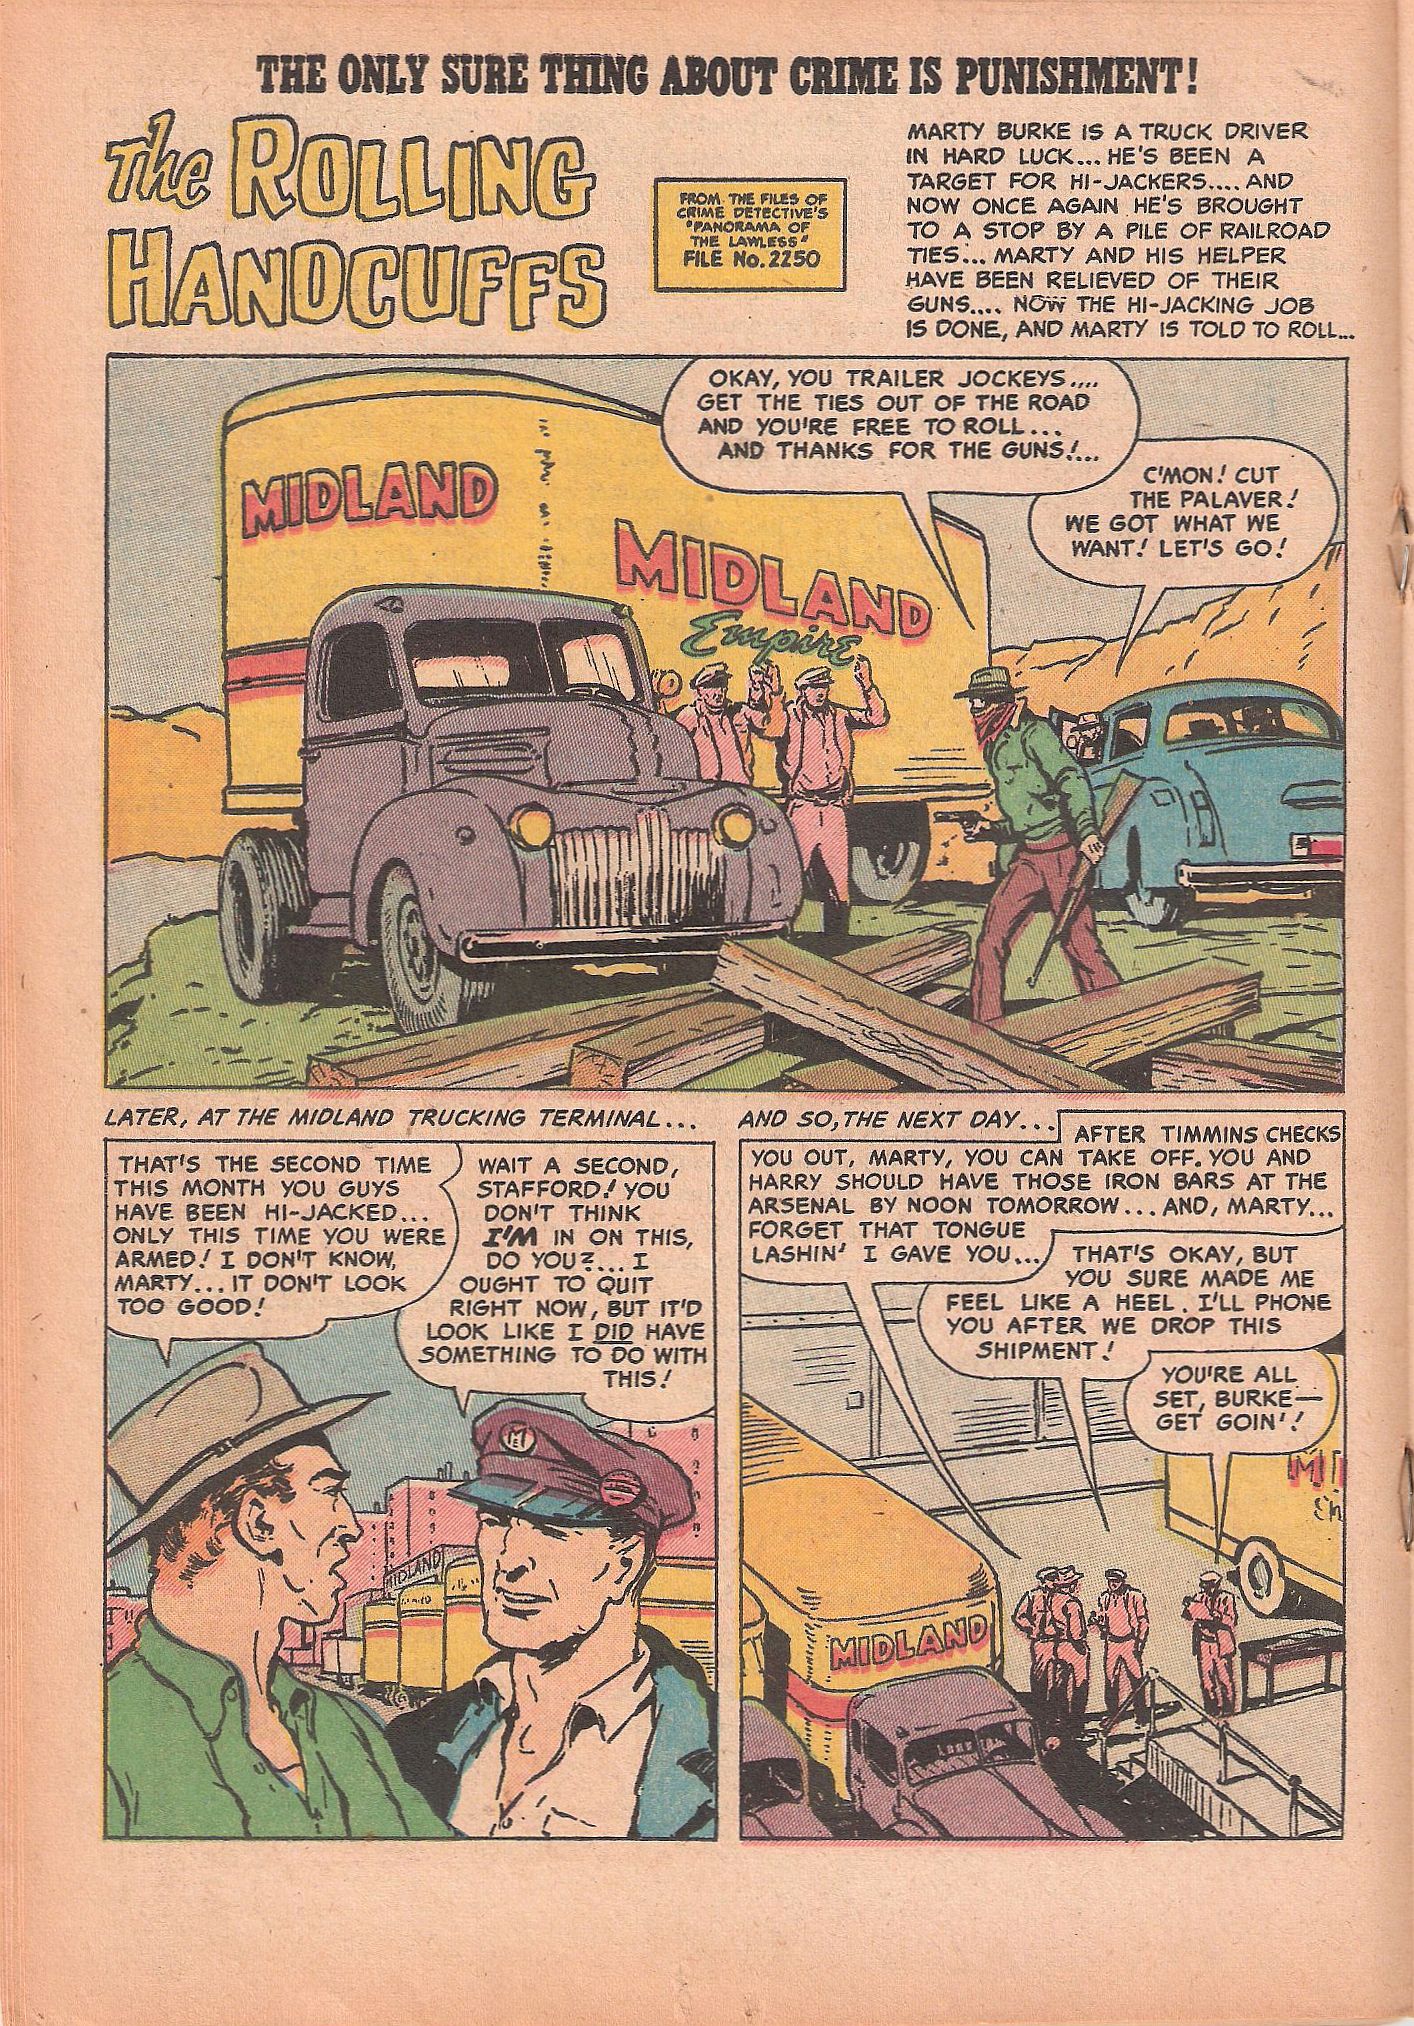 THE ONLY SURE THING ABOUT CRIME IS PUNISHMENT!
The ROLLING
HANDCUFFS
FROM THE FILES OF
CRIME DETECTIVE'S
"PANORAMA OF
THE LAWLESS"
FILE No. 2250
MARTY BURKE IS A TRUCK DRIVER
IN HARD LUCK... HE'S BEEN A
TARGET FOR HI-JACKERS.... AND
NOW ONCE AGAIN HE'S BROUGHT
TO A STOP BY A PILE OF RAILROAD
TIES... MARTY AND HIS HELPER
HAVE BEEN RELIEVED OF THEIR
GUNS.... NOW THE HI-JACKING JOB
IS DONE, AND MARTY IS TOLD TO ROLL...
OKAY, YOU TRAILER JOCKEYS....
GET THE TIES OUT OF THE ROAD
AND YOU'RE FREE TO ROLL...
AND THANKS FOR THE GUNS!...
C'MON! CUT
THE PALAVER!
WE GOT WHAT WE
WANT! LET'S GO!
MIDLAND
MIDLAND
Empire
LATER, AT THE MIDLAND TRUCKING TERMINAL...
THAT'S THE SECOND TIME
THIS MONTH YOU GUYS
HAVE BEEN HI-JACKED...
ONLY THIS TIME YOU WERE
ARMED! I DON'T KNOW,
MARTY... IT DON'T LOOK
TOO GOOD!
WAIT A SECOND,
STAFFORD! YOU
DON'T THINK
I'M IN ON THIS,
DO YOU?... I
OUGHT TO QUIT
RIGHT NOW, BUT IT'D
LOOK LIKE I DID HAVE
SOMETHING TO DO WITH
THIS!
M
E
MIDLAND
AND SO, THE NEXT DAY...
AFTER TIMMINS CHECKS
YOU OUT, MARTY, YOU CAN TAKE OFF. YOU AND
HARRY SHOULD HAVE THOSE IRON BARS AT THE
ARSENAL BY NOON TOMORROW... AND, MARTY...
FORGET THAT TONGUE
LASHIN' I GAVE YOU...
THAT'S OKAY, BUT
YOU SURE MADE ME
FEEL LIKE A HEEL. I'LL PHONE
YOU AFTER WE DROP THIS
SHIPMENT!
YOU'RE ALL
SET, BURKE—
GET GOIN'!
MI
Em
MIDLAND